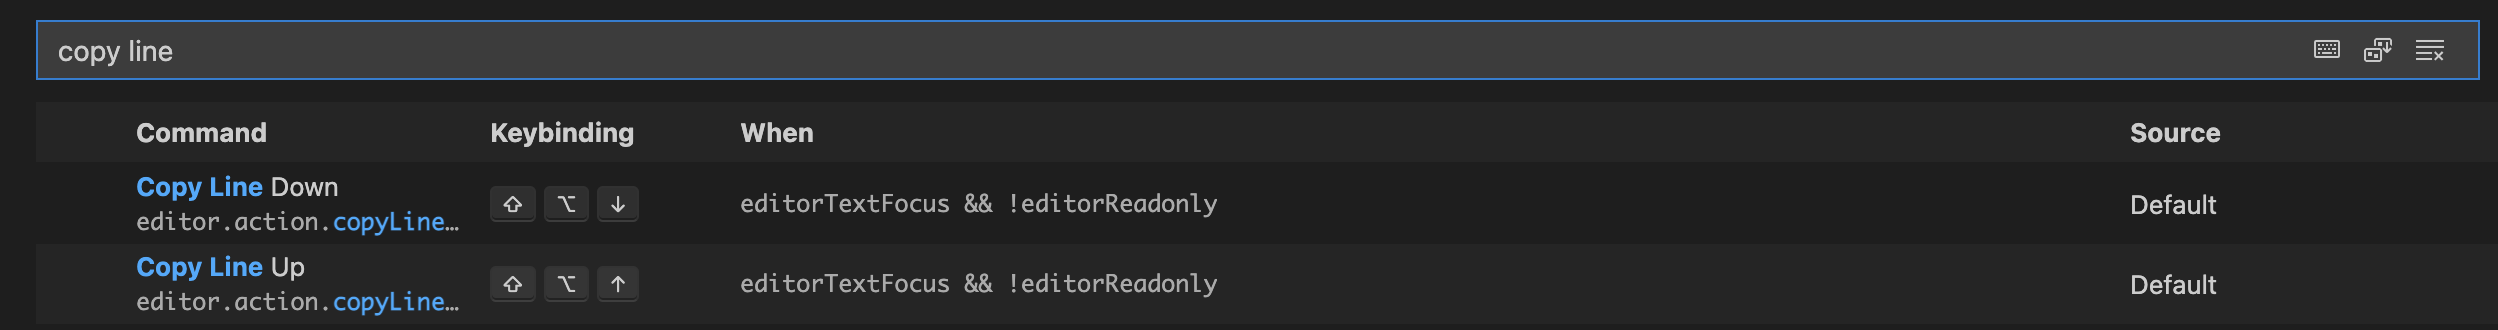 copy line
Command Keybinding When Source
Copy Line Down
editor.action.copyLine… ⇧ ⌥ ↓ editorTextFocus && !editorReadonly Default
Copy Line Up
editor.action.copyLine… ⇧ ⌥ ↑ editorTextFocus && !editorReadonly Default